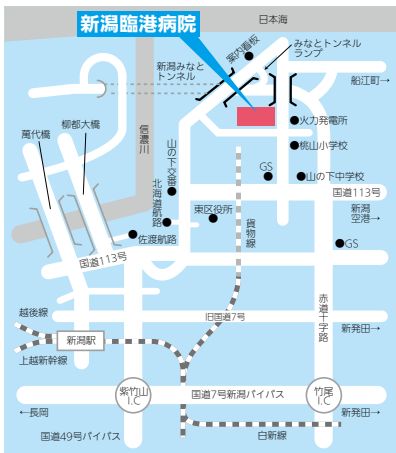 日本海
新潟臨港病院
案内看板
みなとトンネル
ランプ
新潟みなと
トンネル
船江町→
柳都大橋
萬代橋
信濃川
火力発電所
桃山小学校
山の下交番
GS
山の下中学校
国道113号
北海道航路
東区役所
新潟
空港→
貨物線
佐渡航路
GS
国道113号
赤道十字路
越後線
旧国道7号
新発田→
新潟駅
上越新幹線
紫竹山
I.C
国道7号新潟バイパス
竹尾
I.C
←長岡
新発田→
国道49号バイパス
白新線